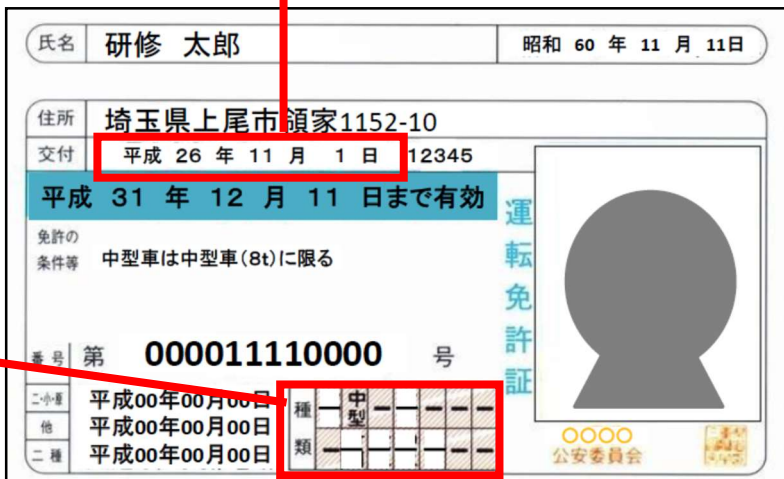 氏名 研修 太郎 昭和 60 年 11 月 11日
住所 埼玉県上尾市領家1152-10
交付 平成 26 年 11 月 1 日 12345
平成 31 年 12 月 11 日まで有効
免許の
条件等 中型車は中型車(8t)に限る
運転免許証
番号 第 000011110000 号
二・小・原 平成00年00月00日
他 平成00年00月00日
二種 平成00年00月00日
種類 中型
○○○○
公安委員会